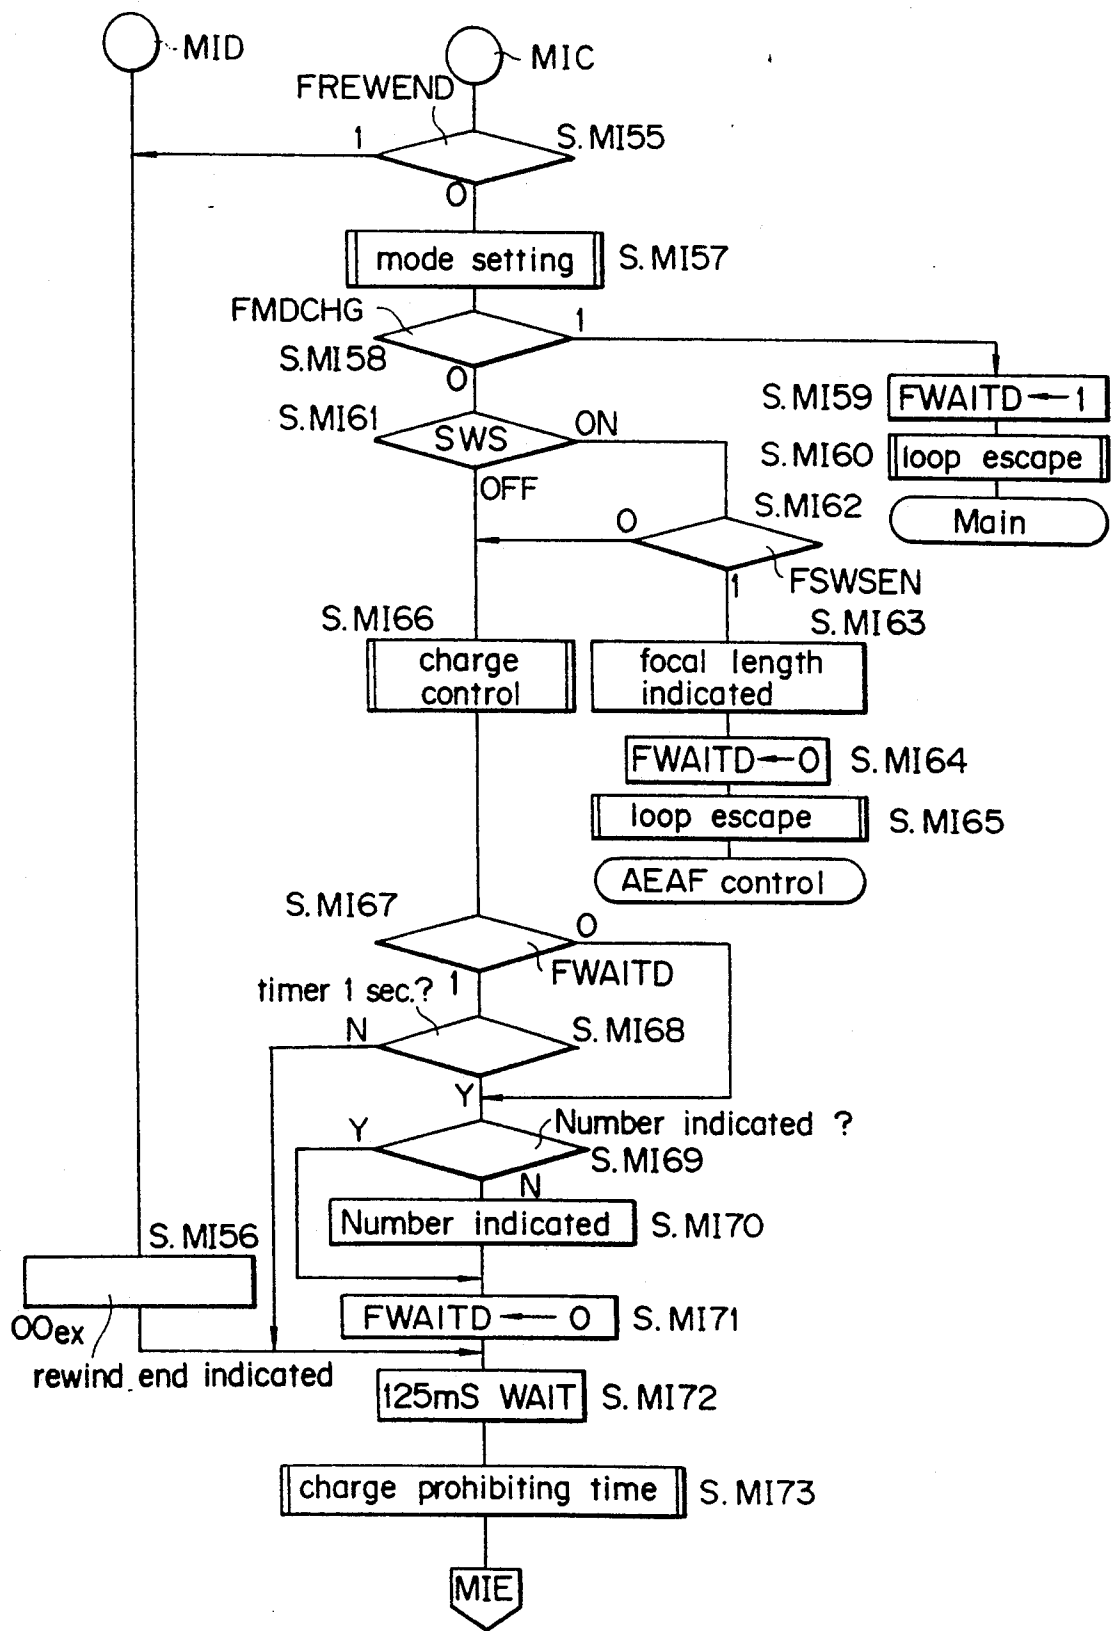 MID
MIC
FREWEND
1
S.MI55
0
mode setting
S.MI57
FMDCHG
1
S.MI58
0
S.MI59
FWAITD←1
S.MI61
SWS
ON
S.MI60
loop escape
OFF
S.MI62
Main
0
FSWSEN
1
S.MI66
S.MI63
charge
control
focal length
indicated
FWAITD←0
S.MI64
loop escape
S.MI65
AEAF control
S.MI67
0
FWAITD
1
timer 1 sec.?
N
S.MI68
Y
Y
Number indicated ?
S.MI69
N
Number indicated
S.MI70
S.MI56
FWAITD ← 0
S.MI71
00ex
rewind end indicated
125mS WAIT
S.MI72
charge prohibiting time
S.MI73
MIE